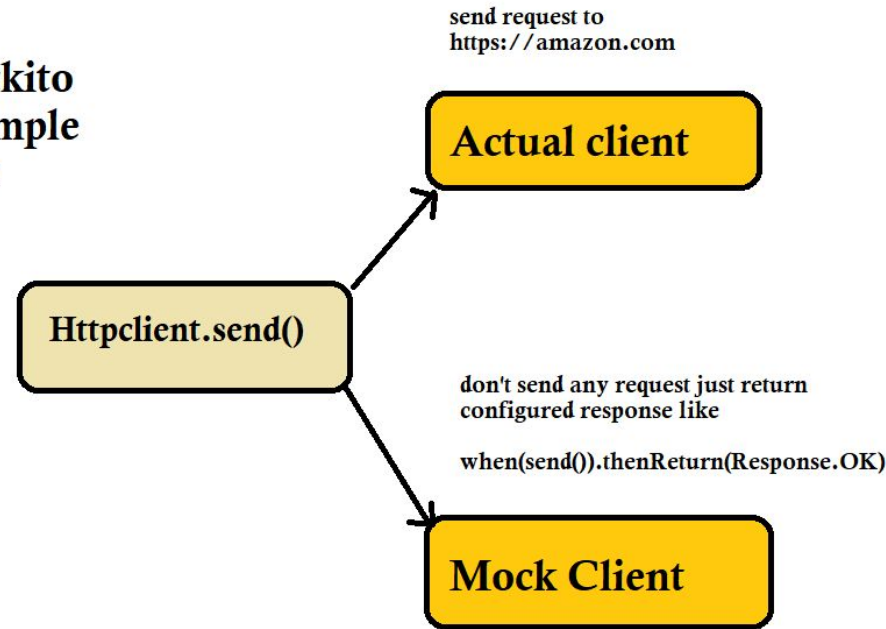 kito
mple
send request to
https://amazon.com
Actual client
Httpclient.send()
don't send any request just return
configured response like
when(send()).thenReturn(Response.OK)
Mock Client